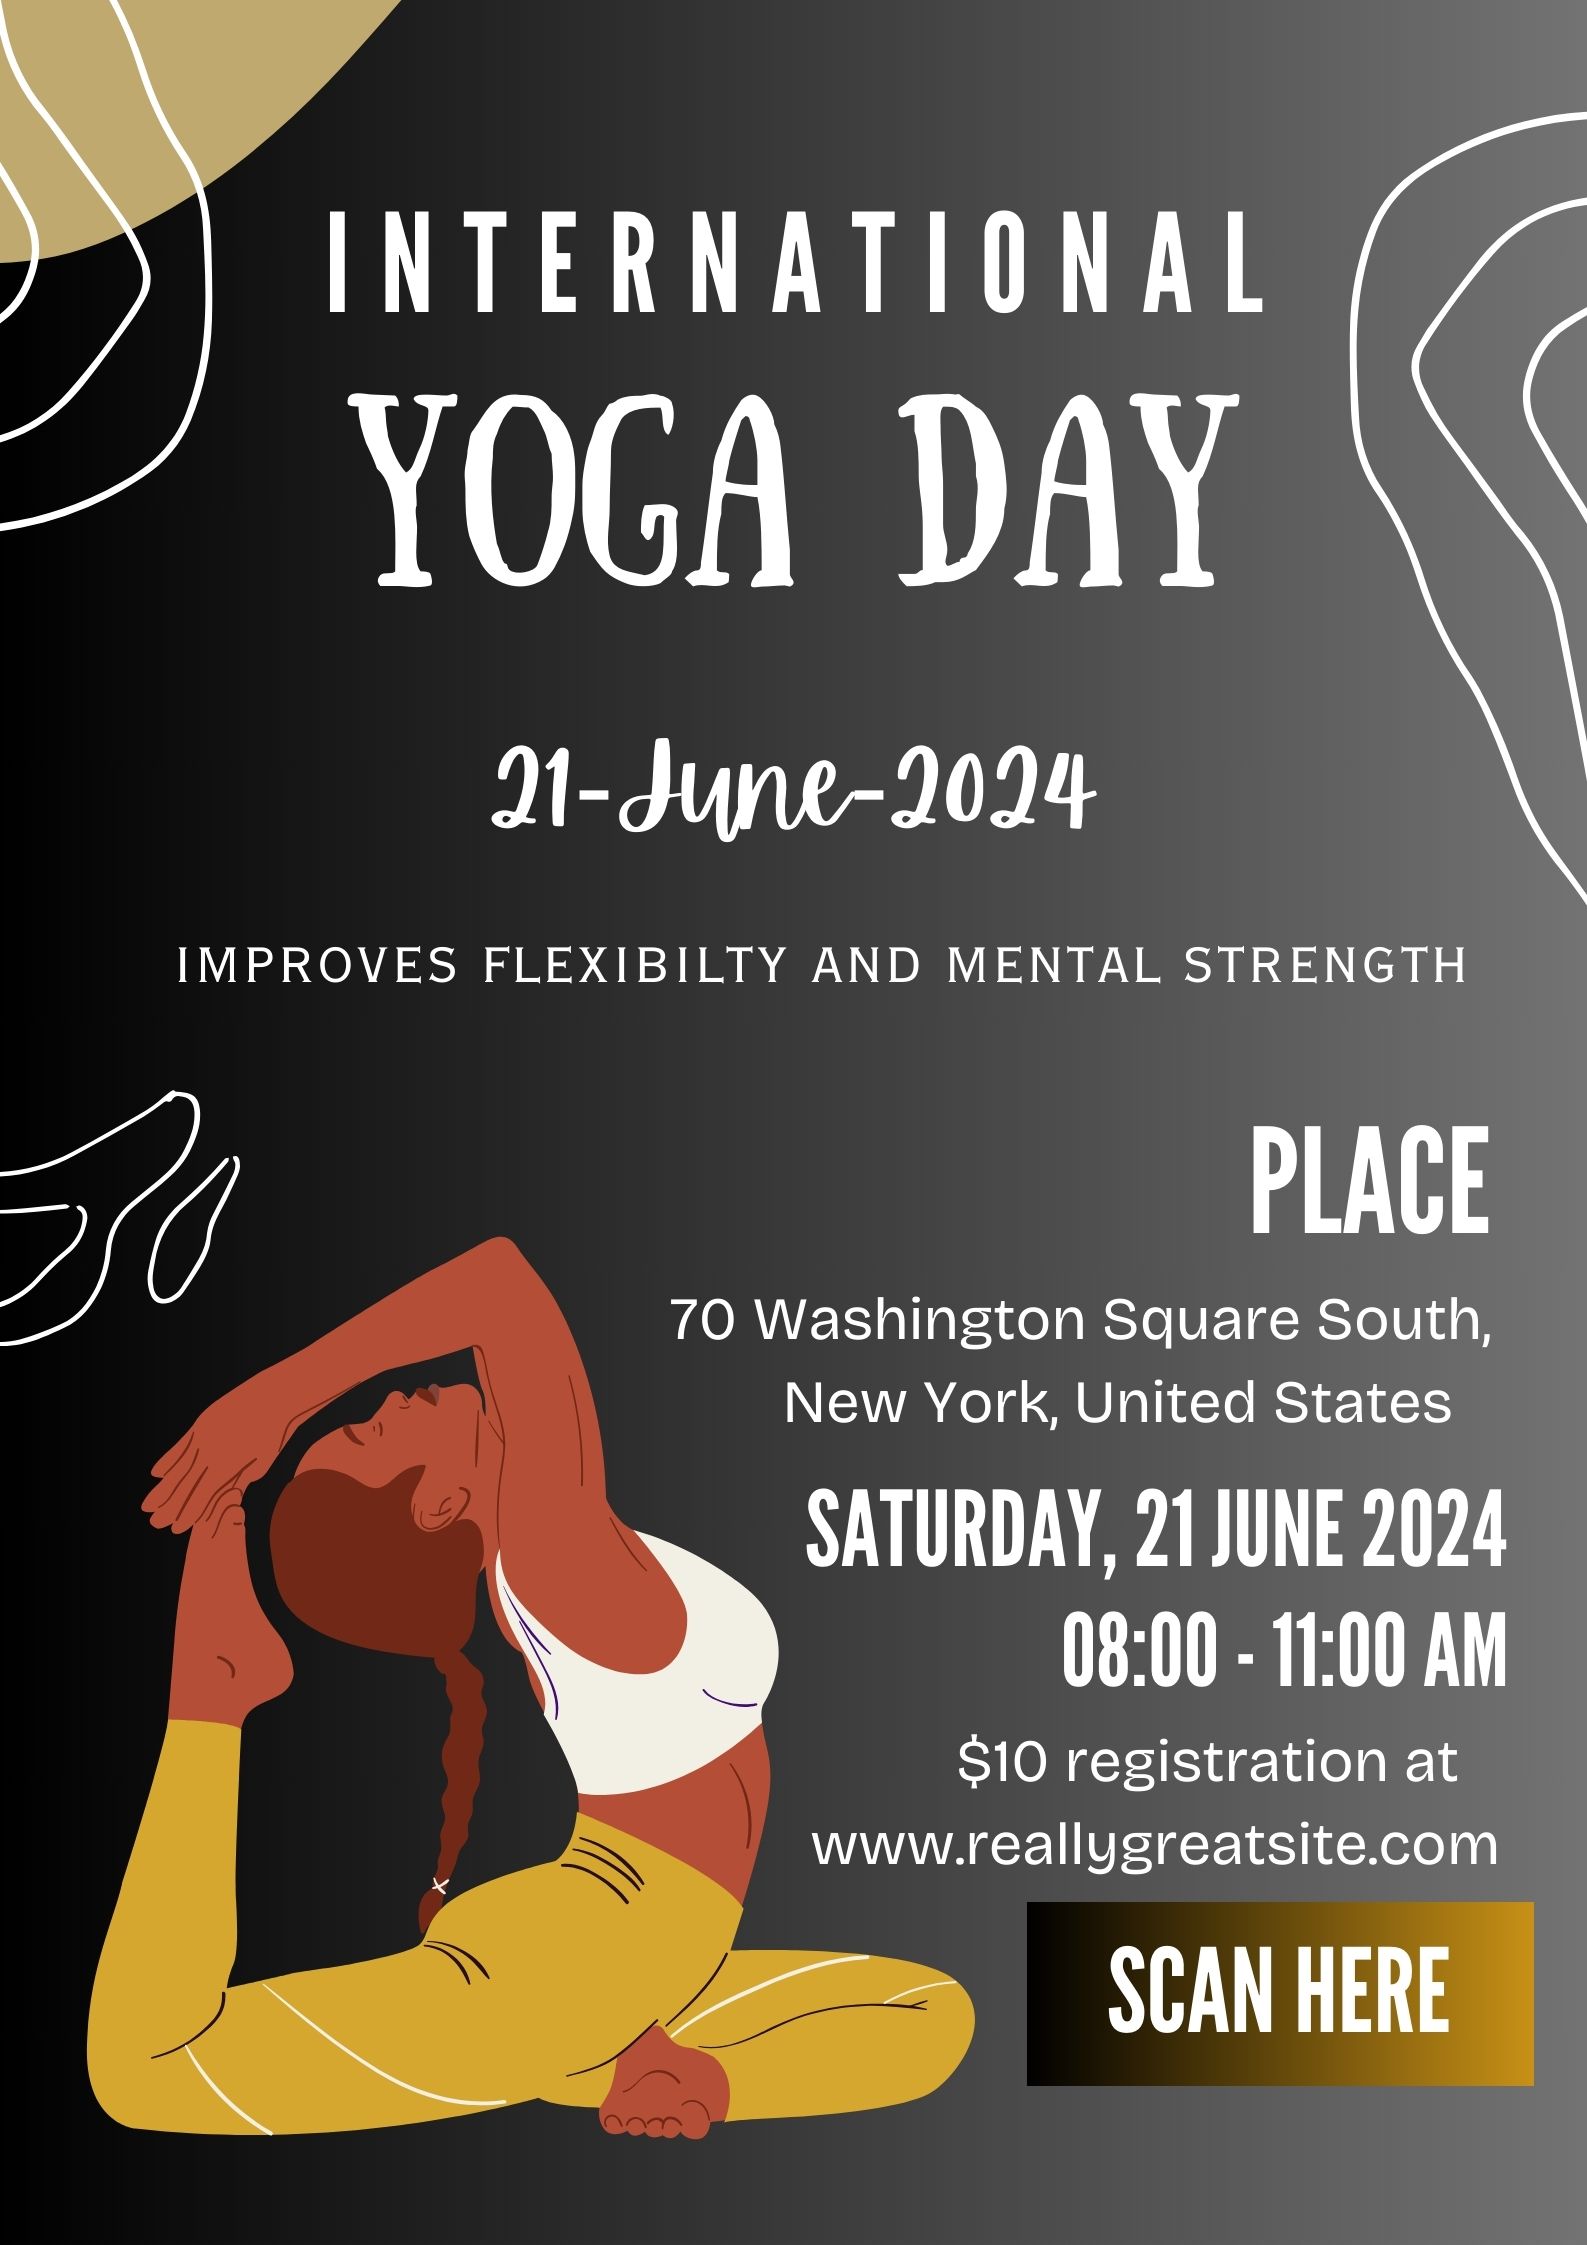 INTERNATIONAL
YOGA DAY
21-June-2024
IMPROVES FLEXIBILTY AND MENTAL STRENGTH
PLACE
70 Washington Square South,
New York, United States
SATURDAY, 21 JUNE 2024
08:00 - 11:00 AM
$10 registration at
www.reallygreatsite.com
SCAN HERE